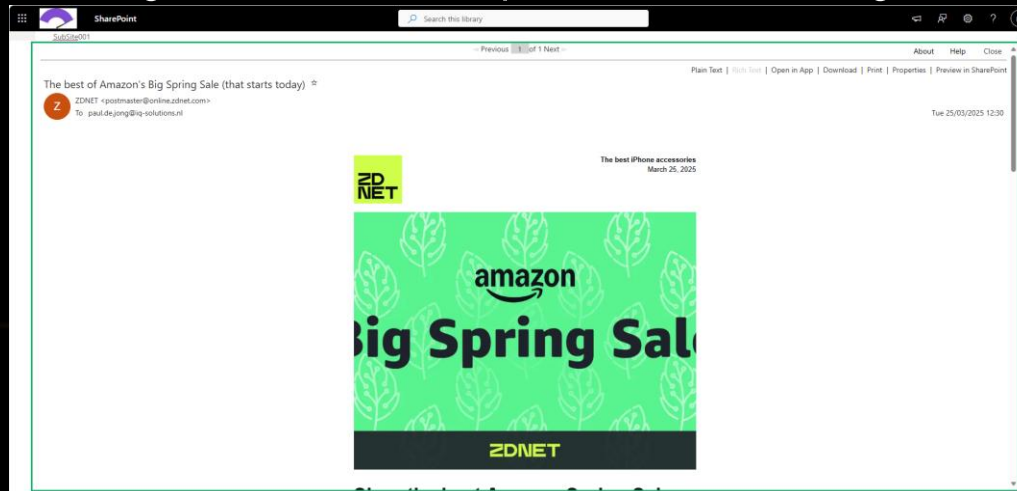 SharePoint
Search this library
?
SubSite001
Previous 1 of 1 Next
About Help Close
Plain Text | Rich Text | Open in App | Download | Print | Properties | Preview in SharePoint
The best of Amazon's Big Spring Sale (that starts today)
Z
ZDNET <postmaster@online.zdnet.com>
To paul.de.jong@iq-solutions.nl
Tue 25/03/2025 12:30
ZD
NET
The best iPhone accessories
March 25, 2025
amazon
Big Spring Sale
ZDNET